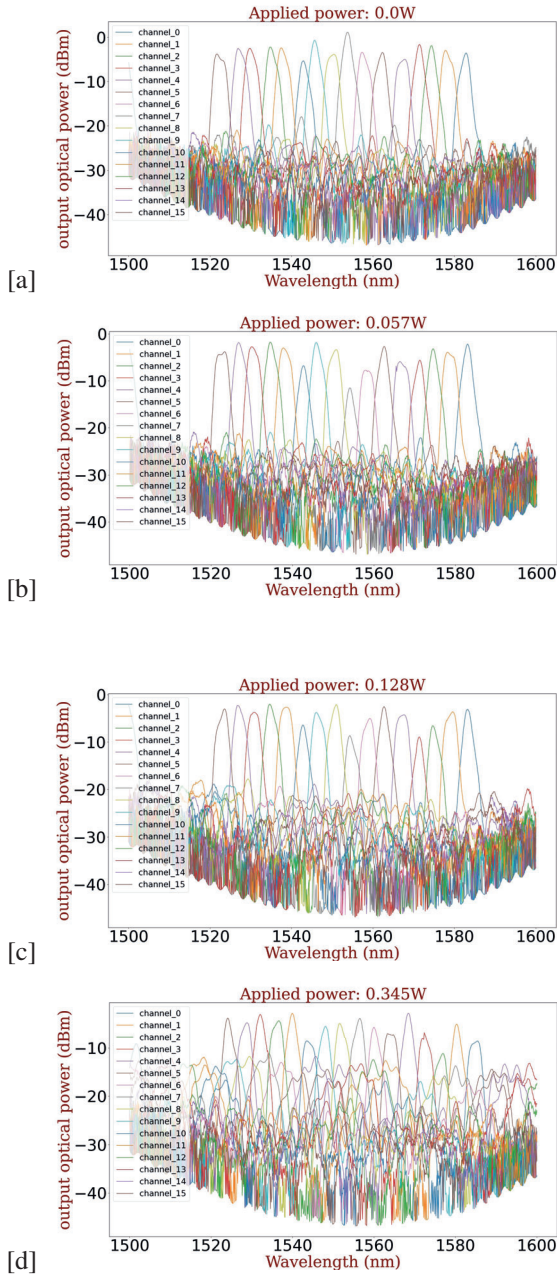 Applied power: 0.0W
output optical power (dBm)
0
−10
−20
−30
−40
channel_0
channel_1
channel_2
channel_3
channel_4
channel_5
channel_6
channel_7
channel_8
channel_9
channel_10
channel_11
channel_12
channel_13
channel_14
channel_15
1500 1520 1540 1560 1580 1600
Wavelength (nm)
[a]
Applied power: 0.057W
output optical power (dBm)
0
−10
−20
−30
−40
channel_0
channel_1
channel_2
channel_3
channel_4
channel_5
channel_6
channel_7
channel_8
channel_9
channel_10
channel_11
channel_12
channel_13
channel_14
channel_15
1500 1520 1540 1560 1580 1600
Wavelength (nm)
[b]
Applied power: 0.128W
output optical power (dBm)
0
−10
−20
−30
−40
channel_0
channel_1
channel_2
channel_3
channel_4
channel_5
channel_6
channel_7
channel_8
channel_9
channel_10
channel_11
channel_12
channel_13
channel_14
channel_15
1500 1520 1540 1560 1580 1600
Wavelength (nm)
[c]
Applied power: 0.345W
output optical power (dBm)
−10
−20
−30
−40
channel_0
channel_1
channel_2
channel_3
channel_4
channel_5
channel_6
channel_7
channel_8
channel_9
channel_10
channel_11
channel_12
channel_13
channel_14
channel_15
1500 1520 1540 1560 1580 1600
Wavelength (nm)
[d]